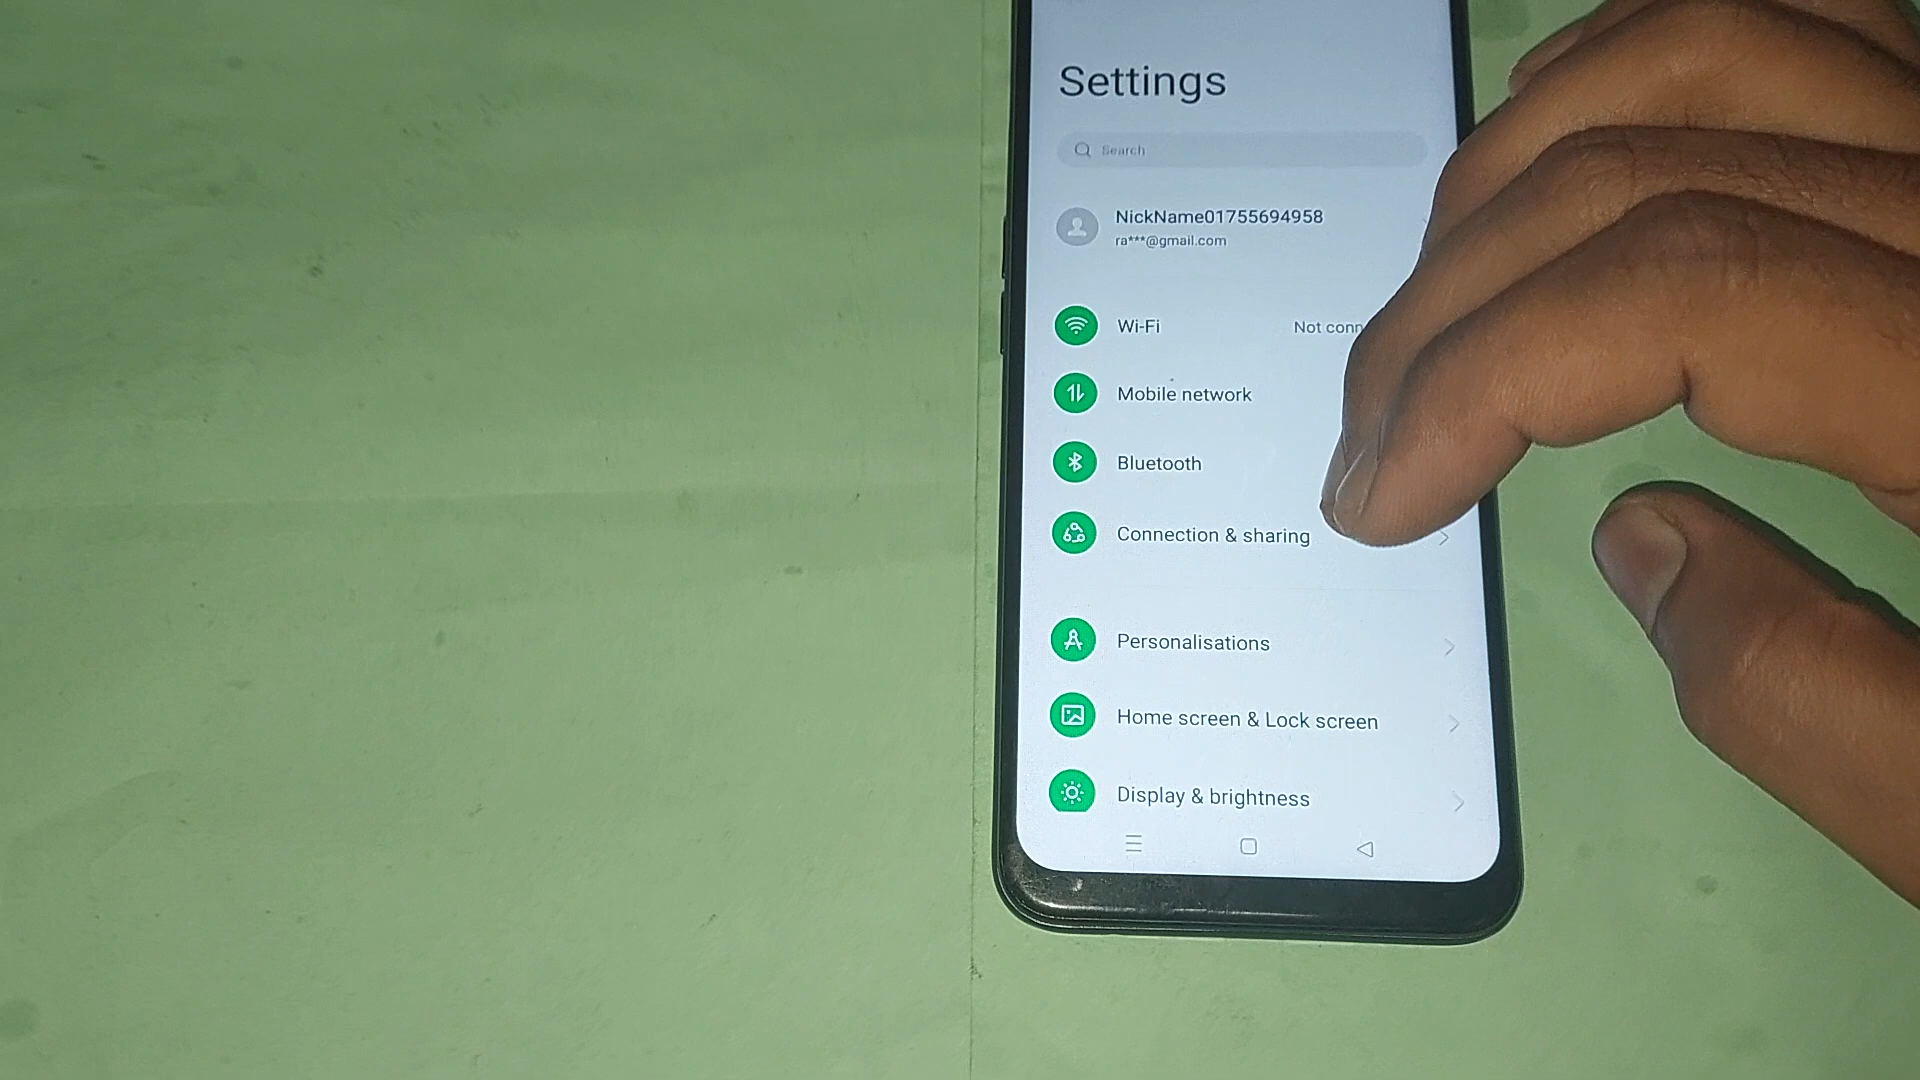 Settings
Search
NickName01755694958
ra***@gmail.com
Wi-Fi
Not conn
Mobile network
Bluetooth
Connection & sharing
Personalisations
Home screen & Lock screen
Display & brightness